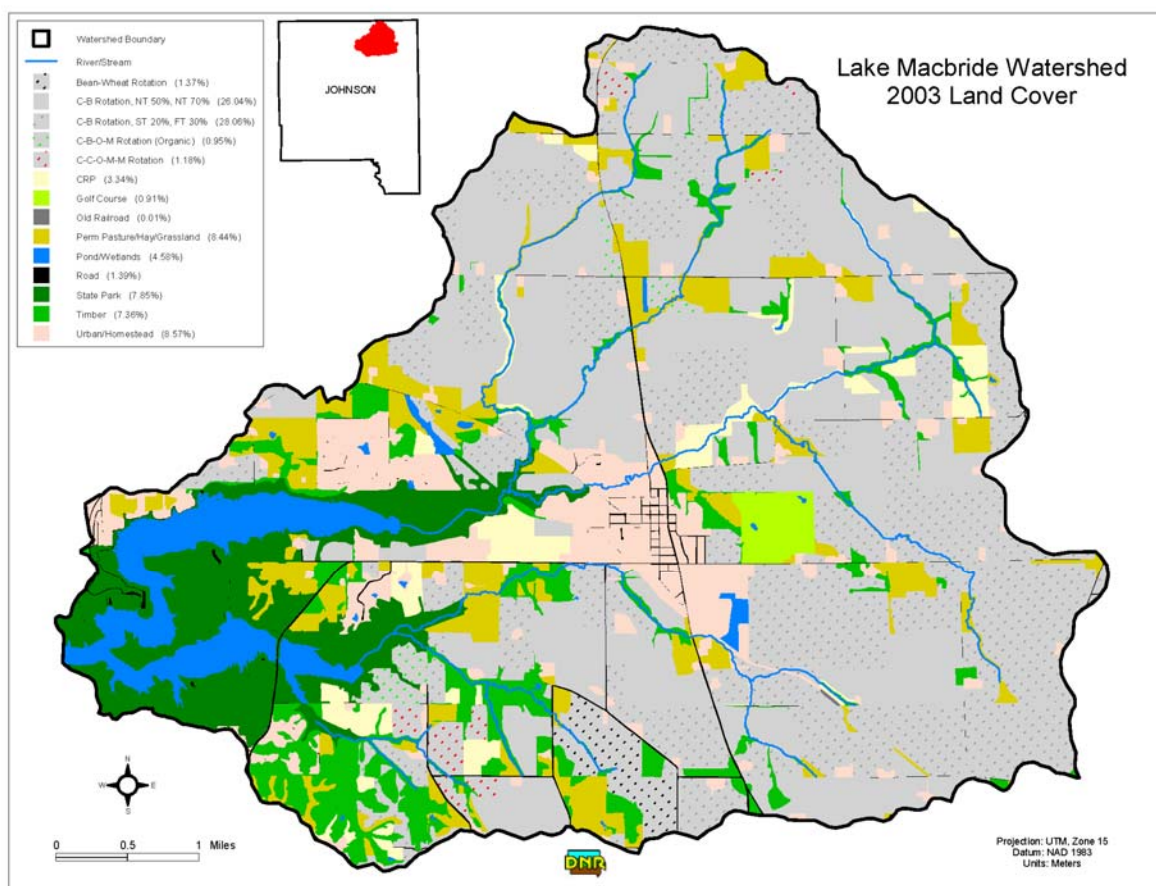 Lake Macbride Watershed
2003 Land Cover
Watershed Boundary
River/Stream
Bean-Wheat Rotation (1.37%)
C-B Rotation, NT 50%, NT 70% (26.04%)
C-B Rotation, ST 20%, FT 30% (28.06%)
C-B-O-M Rotation (Organic) (0.95%)
C-C-O-M-M Rotation (1.18%)
CRP (3.34%)
Golf Course (0.91%)
Old Railroad (0.01%)
Perm Pasture/Hay/Grassland (8.44%)
Pond/Wetlands (4.58%)
Road (1.39%)
State Park (7.85%)
Timber (7.36%)
Urban/Homestead (8.57%)
JOHNSON
N
W E
S
0 0.5 1 Miles
DNR
Projection: UTM, Zone 15
Datum: NAD 1983
Units: Meters